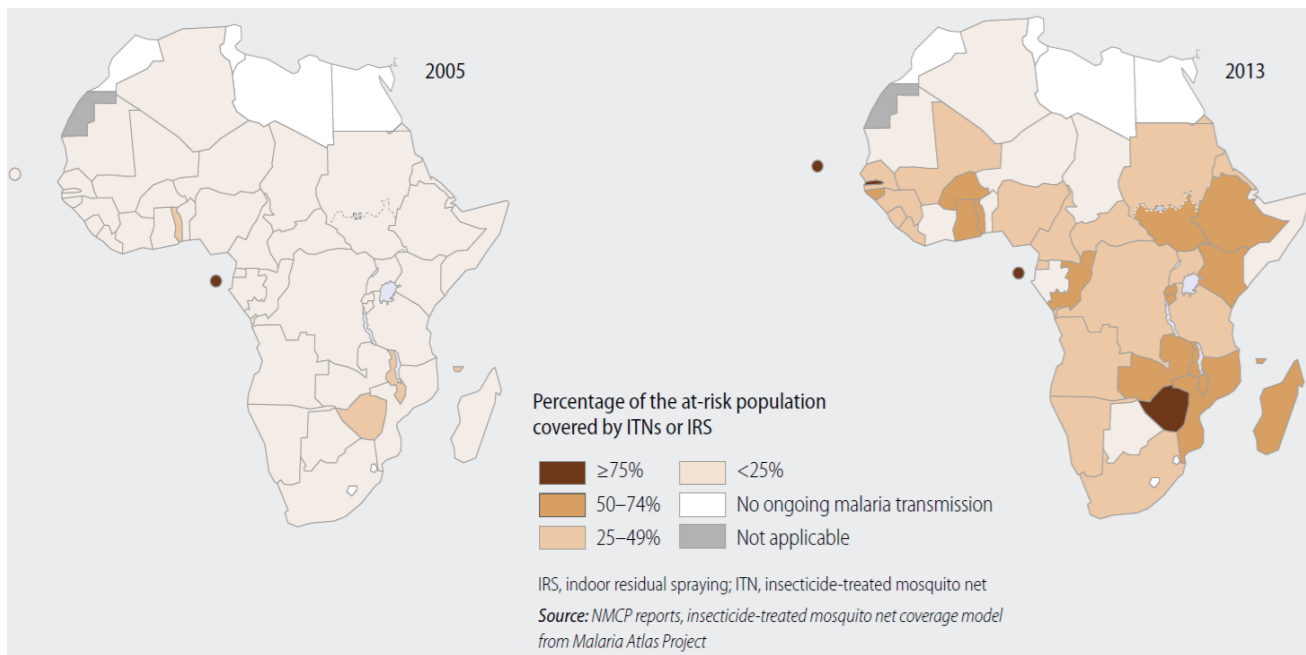 2005
2013
Percentage of the at-risk population
covered by ITNs or IRS
≥75%
<25%
50–74%
No ongoing malaria transmission
25–49%
Not applicable
IRS, indoor residual spraying; ITN, insecticide-treated mosquito net
Source: NMCP reports, insecticide-treated mosquito net coverage model
from Malaria Atlas Project